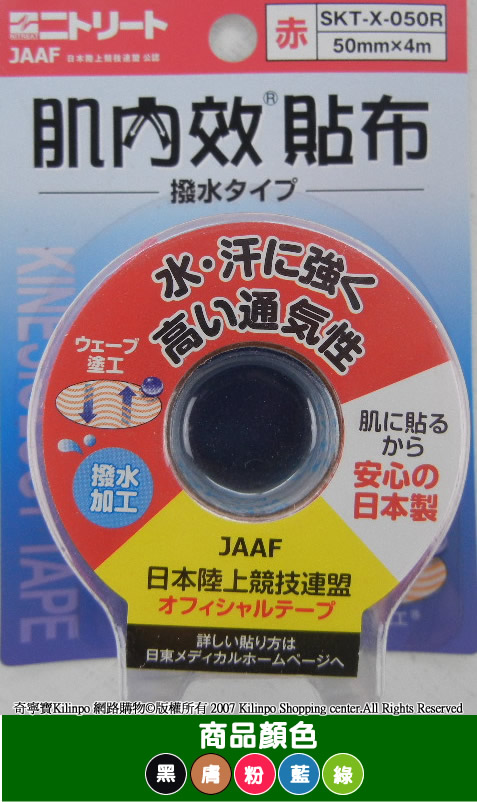 ニトリート
JAAF 日本陸上競技連盟 公認
赤
SKT-X-050R
50mm×4m
肌内效®貼布
撥水タイプ
KINESIOLOGY TAPE
水・汗に強く
高い通気性
ウェーブ
塗工
撥水
加工
肌に貼る
から
安心の
日本製
JAAF
日本陸上競技連盟
オフィシャルテープ
詳しい貼り方は
日東メディカルホームページへ
奇寧寶Kilinpo 網路購物©版權所有 2007 Kilinpo Shopping center.All Rights Reserved
商品顏色
黑 膚 粉 藍 綠